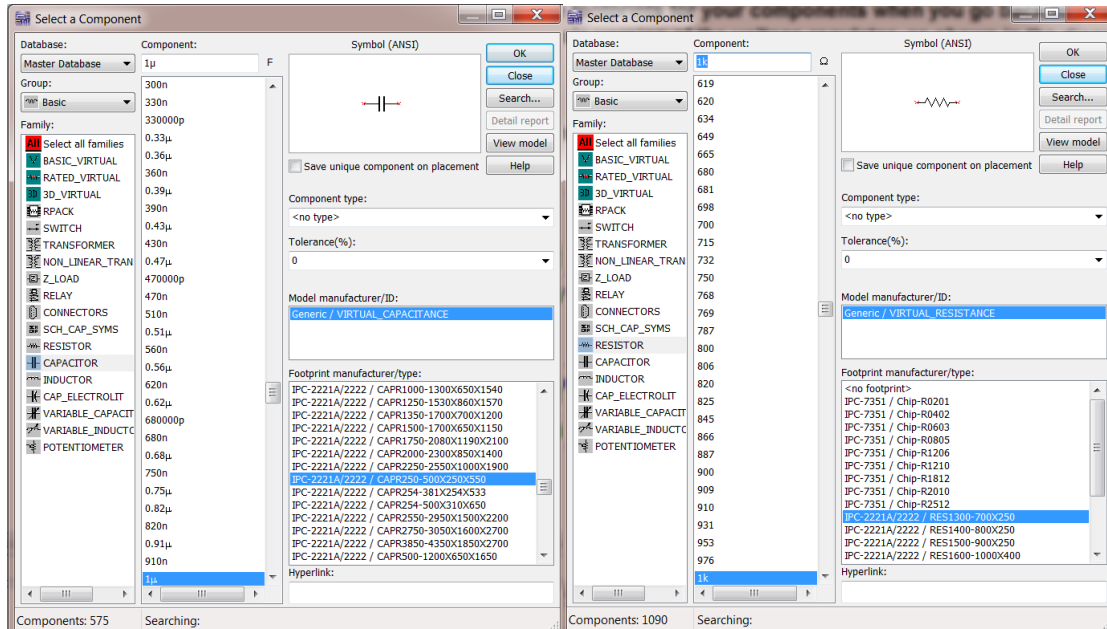 Select a Component
Database:
Master Database
Group:
Basic
Family:
All Select all families
BASIC_VIRTUAL
RATED_VIRTUAL
3D 3D_VIRTUAL
RPACK
SWITCH
TRANSFORMER
NON_LINEAR_TRAN
Z_LOAD
RELAY
CONNECTORS
SCH_CAP_SYMS
RESISTOR
CAPACITOR
INDUCTOR
CAP_ELECTROLIT
VARIABLE_CAPACIT
VARIABLE_INDUCTC
POTENTIOMETER
Component:
1µ F
300n
330n
330000p
0.33µ
0.36µ
360n
0.39µ
390n
0.43µ
430n
0.47µ
470000p
470n
510n
0.51µ
560n
0.56µ
620n
0.62µ
680000p
680n
0.68µ
750n
0.75µ
0.82µ
820n
0.91µ
910n
1µ
Symbol (ANSI)
OK
Close
Search...
Detail report
View model
Help
Save unique component on placement
Component type:
<no type>
Tolerance(%):
0
Model manufacturer/ID:
Generic / VIRTUAL_CAPACITANCE
Footprint manufacturer/type:
IPC-2221A/2222 / CAPR1000-1300X650X1540
IPC-2221A/2222 / CAPR1250-1530X860X1570
IPC-2221A/2222 / CAPR1350-1700X700X1200
IPC-2221A/2222 / CAPR1500-1700X650X1150
IPC-2221A/2222 / CAPR1750-2080X1190X2100
IPC-2221A/2222 / CAPR2000-2300X850X1400
IPC-2221A/2222 / CAPR2250-2550X1000X1900
IPC-2221A/2222 / CAPR250-500X250X550
IPC-2221A/2222 / CAPR254-381X254X533
IPC-2221A/2222 / CAPR254-500X310X650
IPC-2221A/2222 / CAPR2550-2950X1500X2200
IPC-2221A/2222 / CAPR2750-3050X1600X2700
IPC-2221A/2222 / CAPR3850-4350X1850X2700
IPC-2221A/2222 / CAPR500-1200X650X1650
Hyperlink:
Components: 575
Searching:
Select a Component
your components when you go b
Database:
Master Database
Group:
Basic
Family:
All Select all families
BASIC_VIRTUAL
RATED_VIRTUAL
3D 3D_VIRTUAL
RPACK
SWITCH
TRANSFORMER
NON_LINEAR_TRAN
Z_LOAD
RELAY
CONNECTORS
SCH_CAP_SYMS
RESISTOR
CAPACITOR
INDUCTOR
CAP_ELECTROLIT
VARIABLE_CAPACIT
VARIABLE_INDUCTC
POTENTIOMETER
Component:
1k Ω
619
620
634
649
665
680
681
698
700
715
732
750
768
769
787
800
806
820
825
845
866
887
900
909
910
931
953
976
1k
Symbol (ANSI)
OK
Close
Search...
Detail report
View model
Help
Save unique component on placement
Component type:
<no type>
Tolerance(%):
0
Model manufacturer/ID:
Generic / VIRTUAL_RESISTANCE
Footprint manufacturer/type:
<no footprint>
IPC-7351 / Chip-R0201
IPC-7351 / Chip-R0402
IPC-7351 / Chip-R0603
IPC-7351 / Chip-R0805
IPC-7351 / Chip-R1206
IPC-7351 / Chip-R1210
IPC-7351 / Chip-R1812
IPC-7351 / Chip-R2010
IPC-7351 / Chip-R2512
IPC-2221A/2222 / RES1300-700X250
IPC-2221A/2222 / RES1400-800X250
IPC-2221A/2222 / RES1500-900X250
IPC-2221A/2222 / RES1600-1000X400
Hyperlink:
Components: 1090
Searching: